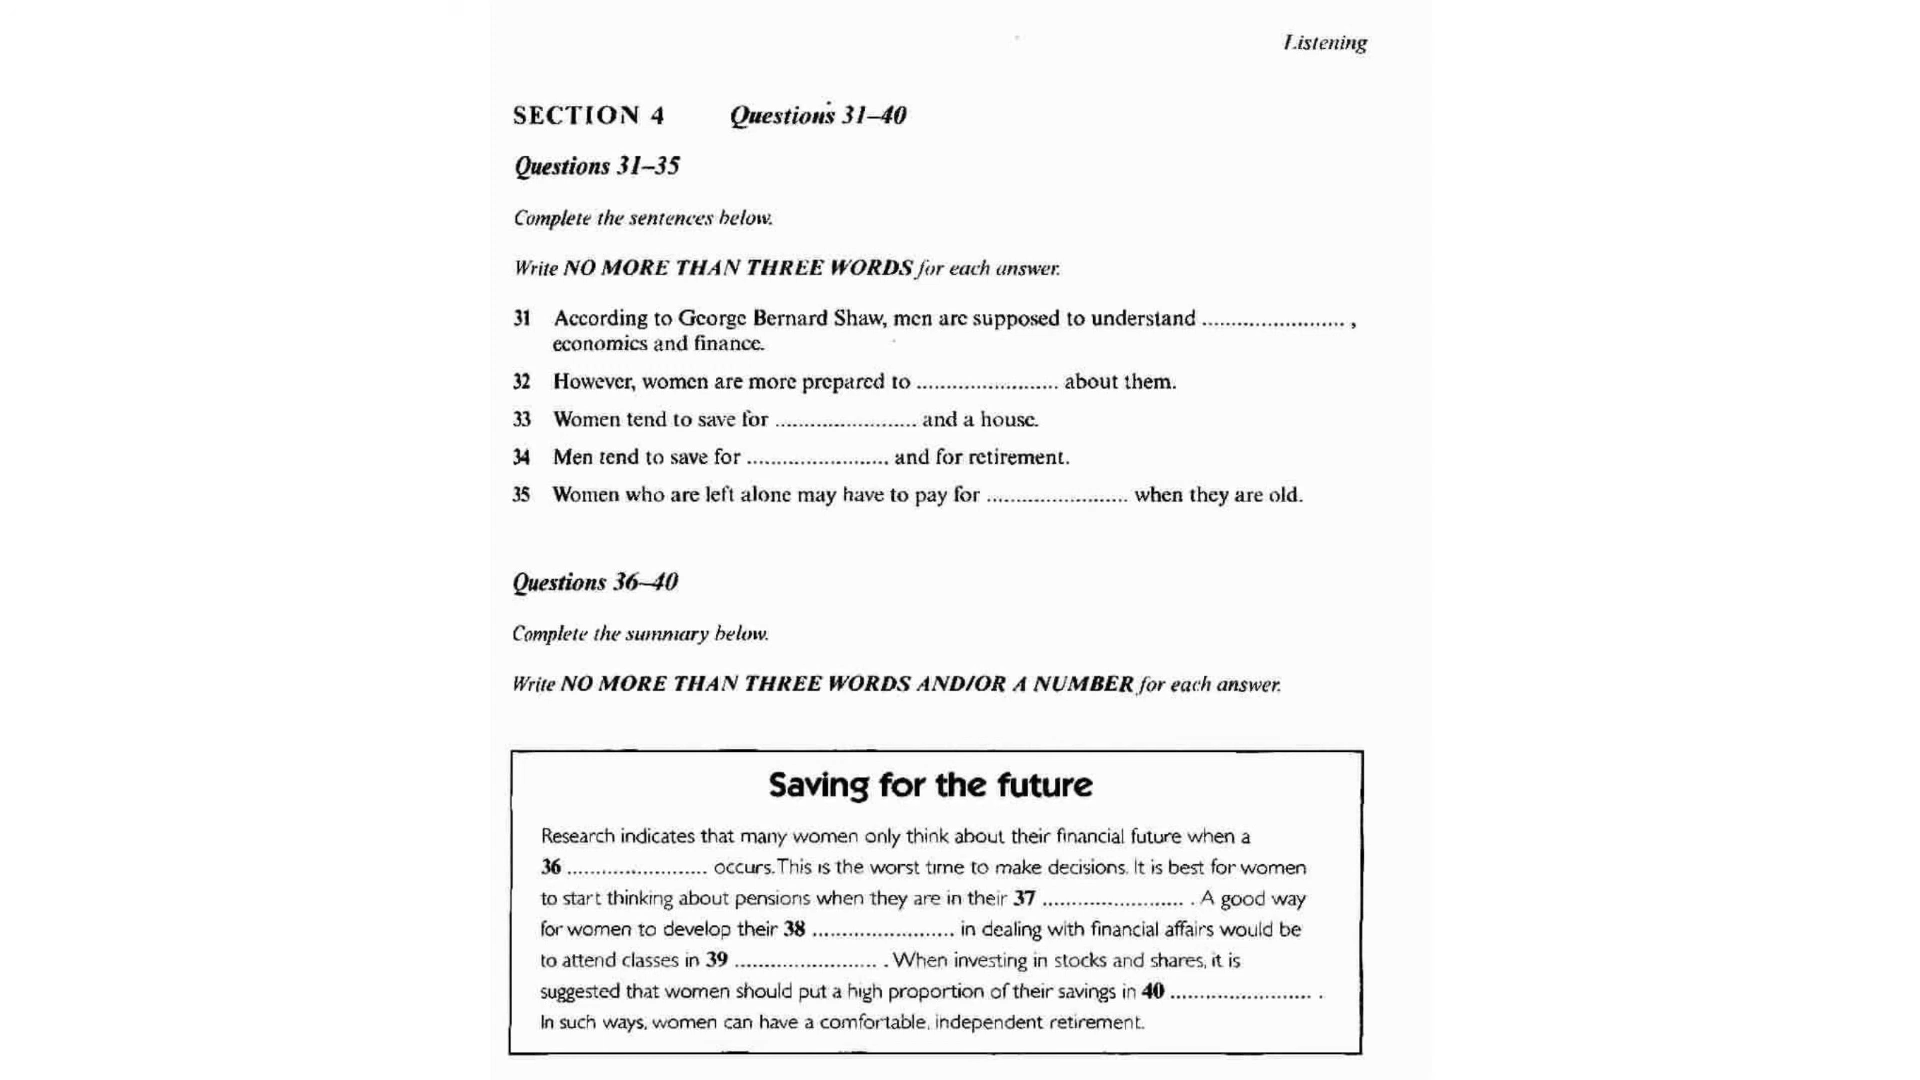 Listening
SECTION 4 Questions 31–40
Questions 31–35
Complete the sentences below.
Write NO MORE THAN THREE WORDS for each answer.
31 According to George Bernard Shaw, men are supposed to understand ........................ ,
economics and finance.
32 However, women are more prepared to ........................ about them.
33 Women tend to save for ........................ and a house.
34 Men tend to save for ........................ and for retirement.
35 Women who are left alone may have to pay for ........................ when they are old.
Questions 36–40
Complete the summary below.
Write NO MORE THAN THREE WORDS AND/OR A NUMBER for each answer.
Saving for the future
Research indicates that many women only think about their financial future when a
36 ........................ occurs. This is the worst time to make decisions. It is best for women
to start thinking about pensions when they are in their 37 ........................ . A good way
for women to develop their 38 ........................ in dealing with financial affairs would be
to attend classes in 39 ........................ . When investing in stocks and shares, it is
suggested that women should put a high proportion of their savings in 40 ........................ .
In such ways, women can have a comfortable, independent retirement.